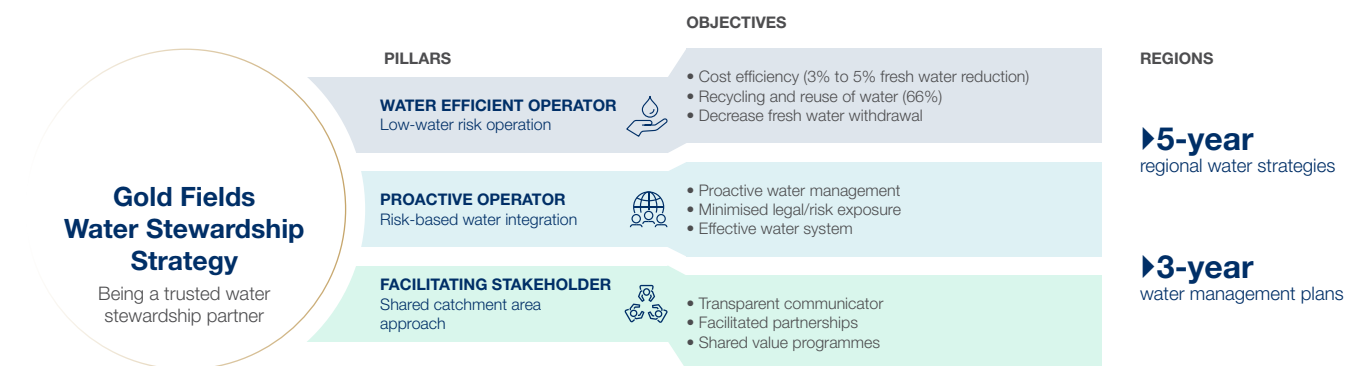 Gold Fields
Water Stewardship
Strategy
Being a trusted water
stewardship partner
PILLARS
WATER EFFICIENT OPERATOR
Low-water risk operation
PROACTIVE OPERATOR
Risk-based water integration
FACILITATING STAKEHOLDER
Shared catchment area
approach
OBJECTIVES
• Cost efficiency (3% to 5% fresh water reduction)
• Recycling and reuse of water (66%)
• Decrease fresh water withdrawal
• Proactive water management
• Minimised legal/risk exposure
• Effective water system
• Transparent communicator
• Facilitated partnerships
• Shared value programmes
REGIONS
5-year
regional water strategies
3-year
water management plans